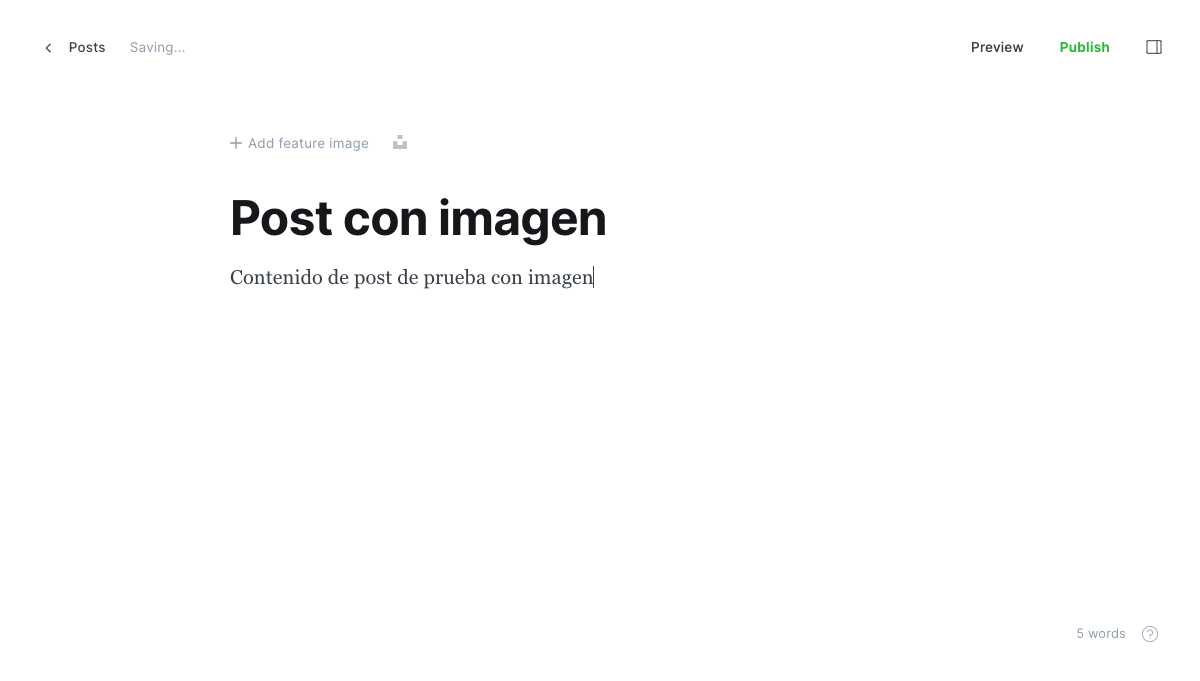 Posts
Saving...
Preview
Publish
Add feature image
Post con imagen
Contenido de post de prueba con imagen
5 words
?